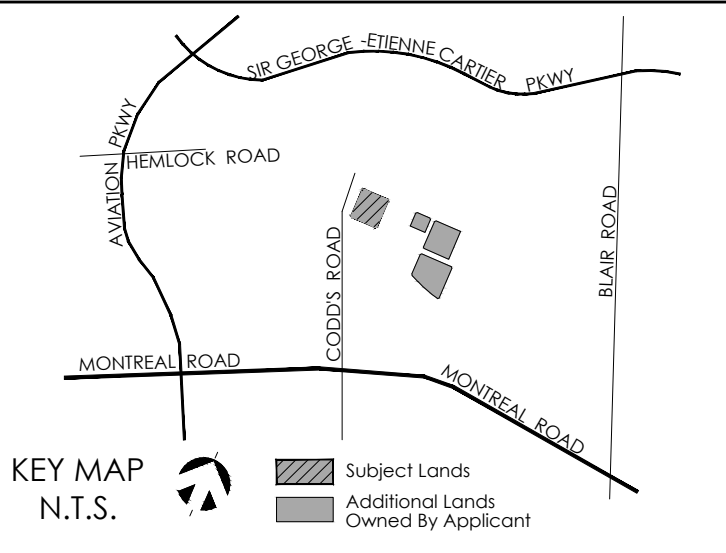 SIR GEORGE -ETIENNE CARTIER PKWY
AVIATION PKWY
HEMLOCK ROAD
CODD'S ROAD
BLAIR ROAD
MONTREAL ROAD
MONTREAL ROAD
KEY MAP
N.T.S.
Subject Lands
Additional Lands
Owned By Applicant